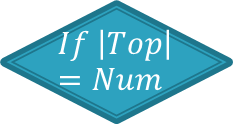 If |Top|
= Num